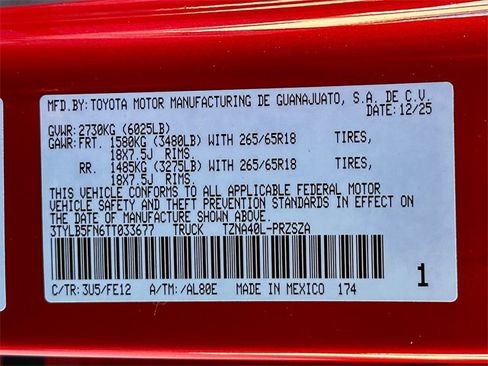 MFD.BY:TOYOTA MOTOR MANUFACTURING DE GUANAJUATO, S.A. DE C.V.
DATE: 12/25
GVWR: 2730KG (6025LB)
GAWR: FRT. 1580KG (3480LB) WITH 265/65R18 TIRES,
18X7.5J RIMS.
RR. 1485KG (3275LB) WITH 265/65R18 TIRES,
18X7.5J RIMS.
THIS VEHICLE CONFORMS TO ALL APPLICABLE FEDERAL MOTOR
VEHICLE SAFETY AND THEFT PREVENTION STANDARDS IN EFFECT ON
THE DATE OF MANUFACTURE SHOWN ABOVE.
3TYLB5FN6TT033677 TRUCK TZNA40L-PRZSZA
C/TR: 3U5/FE12 A/TM: /AL80E MADE IN MEXICO 174
1